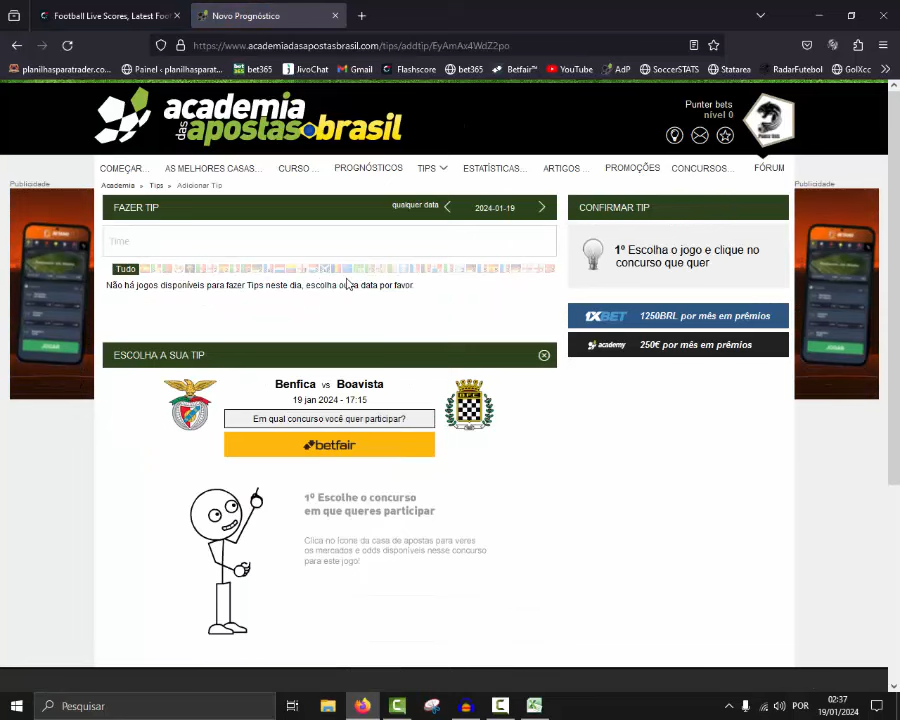 Football Live Scores, Latest Foo
Novo Prognóstico
https://www.academiadasapostasbrasil.com/tips/addtip/EyAmAx4WdZ2po
planilhasparatrader.co...
Painel ‹ planilhasparat...
bet365
JivoChat
Gmail
Flashscore
bet365
Betfair™
YouTube
AdP
SoccerSTATS
Statarea
RadarFutebol
GolXcc
academia
das apostas brasil
Punter bets
nível 0
COMEÇAR...
AS MELHORES CASAS...
CURSO ...
PROGNÓSTICOS
TIPS
ESTATÍSTICAS...
ARTIGOS ...
PROMOÇÕES
CONCURSOS...
FÓRUM
Publicidade
Academia » Tips » Adicionar Tip
Publicidade
FAZER TIP
qualquer data
2024-01-19
CONFIRMAR TIP
Time
1º Escolha o jogo e clique no
concurso que quer
Tudo
Não há jogos disponíveis para fazer Tips neste dia, escolha outra data por favor.
1XBET 1250BRL por mês em prêmios
academy 250€ por mês em prêmios
ESCOLHA A SUA TIP
Benfica vs Boavista
19 jan 2024 - 17:15
Em qual concurso você quer participar?
betfair
1º Escolhe o concurso
em que queres participar
Clica no ícone da casa de apostas para veres
os mercados e odds disponíveis nesse concurso
para este jogo!
Pesquisar
POR
02:37
19/01/2024